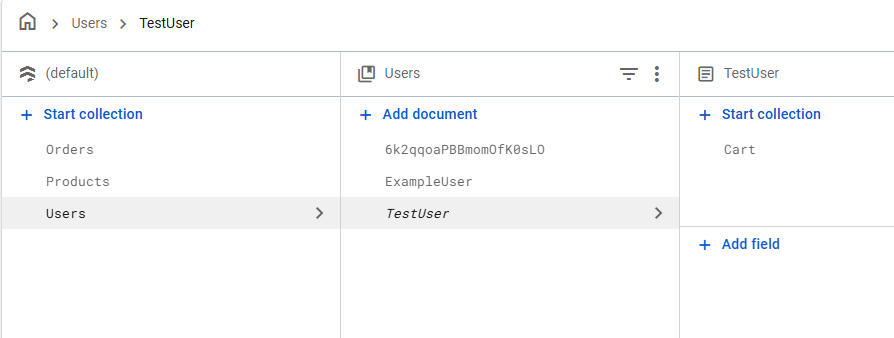 Users
TestUser
(default)
Users
TestUser
Start collection
Add document
Start collection
Orders
6k2qqoaPBBmomOfK0sLO
Cart
Products
ExampleUser
Users
TestUser
Add field